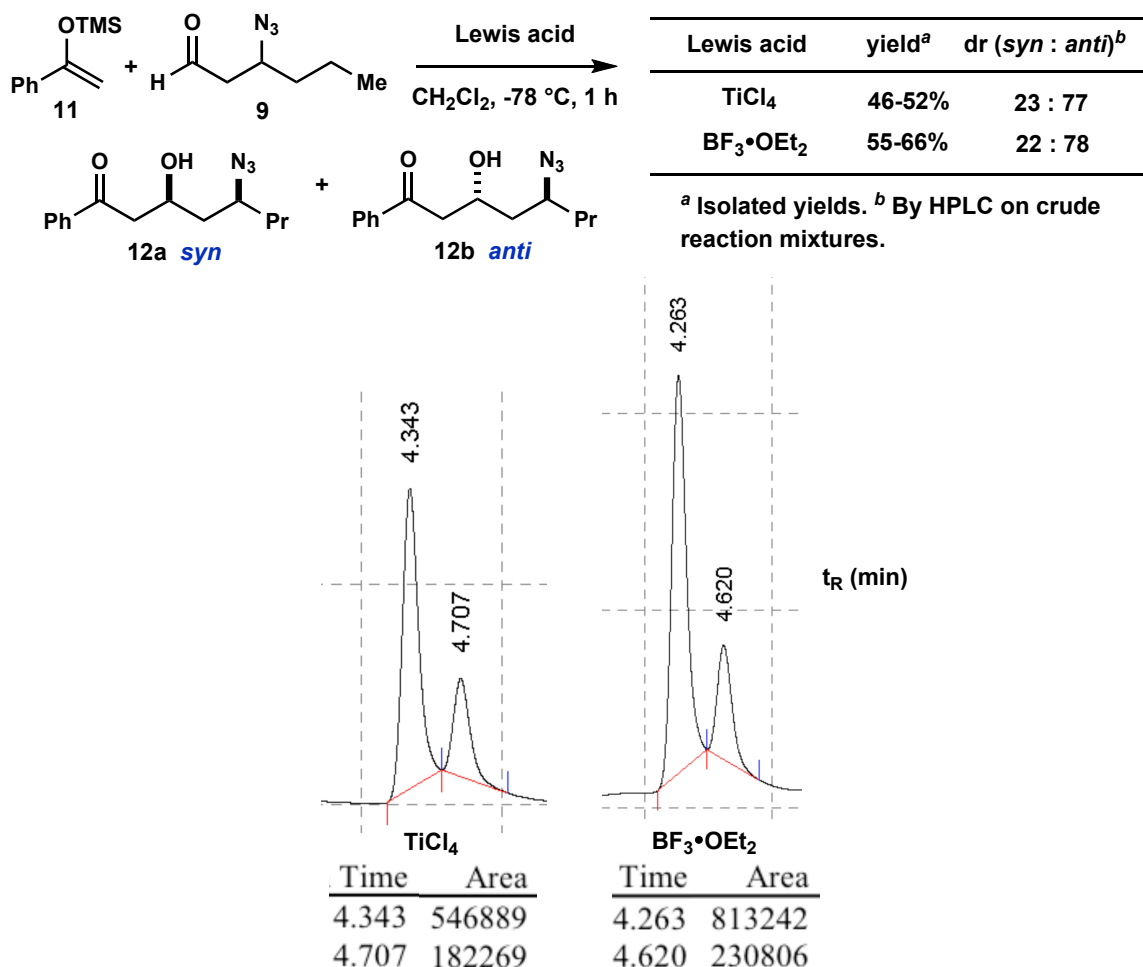 OTMS
Ph
11
+
O
N3
H
Me
9
Lewis acid
CH2Cl2, -78 °C, 1 h
Lewis acid yield^a dr (syn : anti)^b
TiCl4 46-52% 23 : 77
BF3•OEt2 55-66% 22 : 78
a Isolated yields. b By HPLC on crude
reaction mixtures.
O OH N3
Ph Pr
12a syn
+
O OH N3
Ph Pr
12b anti
4.343
4.707
4.263
4.620
tR (min)
TiCl4
Time Area
4.343 546889
4.707 182269
BF3•OEt2
Time Area
4.263 813242
4.620 230806